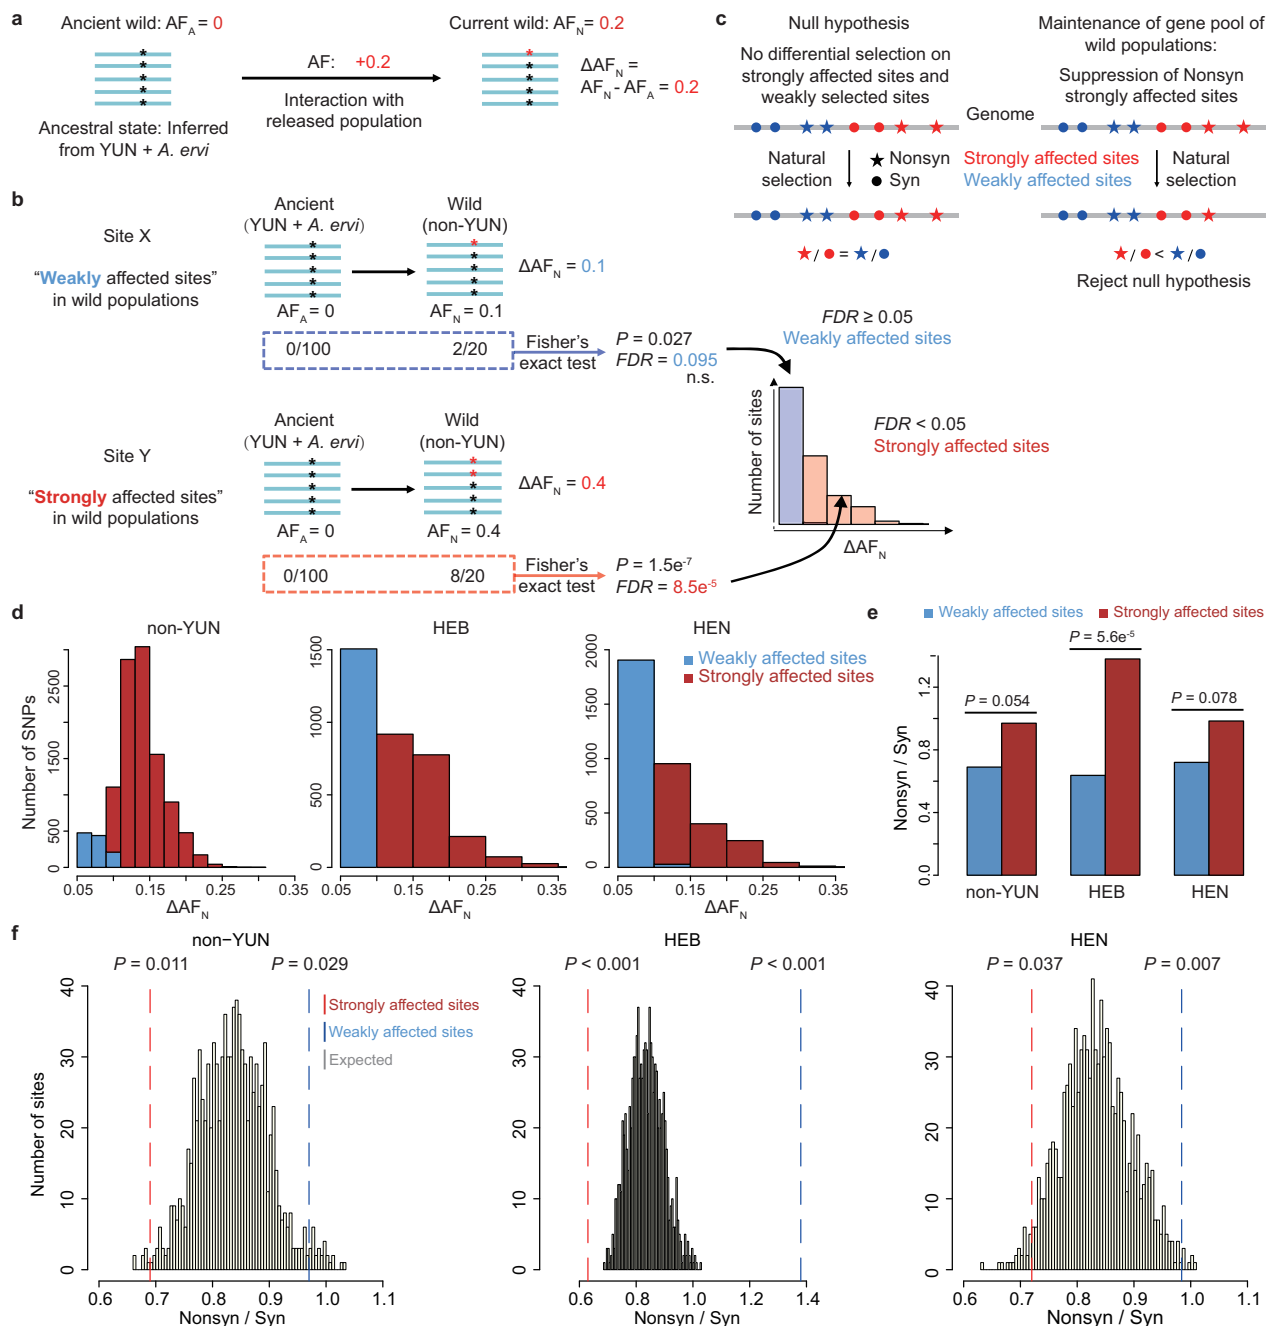 a
Ancient wild: AF_A = 0
AF: +0.2
Interaction with
released population
Ancestral state: Inferred
from YUN + A. ervi
Current wild: AF_N = 0.2
ΔAF_N =
AF_N - AF_A = 0.2
b
Site X
“Weakly affected sites”
in wild populations
Ancient
(YUN + A. ervi)
Wild
(non-YUN)
ΔAF_N = 0.1
AF_A = 0
AF_N = 0.1
0/100
2/20
Fisher’s
exact test
P = 0.027
FDR = 0.095
n.s.
Site Y
“Strongly affected sites”
in wild populations
Ancient
(YUN + A. ervi)
Wild
(non-YUN)
ΔAF_N = 0.4
AF_A = 0
AF_N = 0.4
0/100
8/20
Fisher’s
exact test
P = 1.5e⁻⁷
FDR = 8.5e⁻⁵
FDR ≥ 0.05
Weakly affected sites
FDR < 0.05
Strongly affected sites
Number of sites
ΔAF_N
c
Null hypothesis
No differential selection on
strongly affected sites and
weakly selected sites
Maintenance of gene pool of
wild populations:
Suppression of Nonsyn
strongly affected sites
Genome
Natural
selection
★ Nonsyn
● Syn
Strongly affected sites
Weakly affected sites
Natural
selection
★/● = ★/●
★/● < ★/●
Reject null hypothesis
d
non-YUN
Number of SNPs
0 500 1500 2500
0.05 0.15 0.25 0.35
ΔAF_N
HEB
0 500 1000 1500
0.05 0.15 0.25 0.35
ΔAF_N
HEN
Weakly affected sites
Strongly affected sites
0 500 1000 1500 2000
0.05 0.15 0.25 0.35
ΔAF_N
e
Weakly affected sites
Strongly affected sites
Nonsyn / Syn
0.0 0.4 0.8 1.2
P = 0.054
P = 5.6e⁻⁵
P = 0.078
non-YUN HEB HEN
f
non−YUN
P = 0.011 P = 0.029
Strongly affected sites
Weakly affected sites
Expected
Number of sites
0 10 20 30 40
0.6 0.7 0.8 0.9 1.0 1.1
Nonsyn / Syn
HEB
P < 0.001 P < 0.001
0 10 20 30 40
0.6 0.8 1.0 1.2 1.4
Nonsyn / Syn
HEN
P = 0.037 P = 0.007
0 10 20 30 40
0.6 0.7 0.8 0.9 1.0 1.1
Nonsyn / Syn